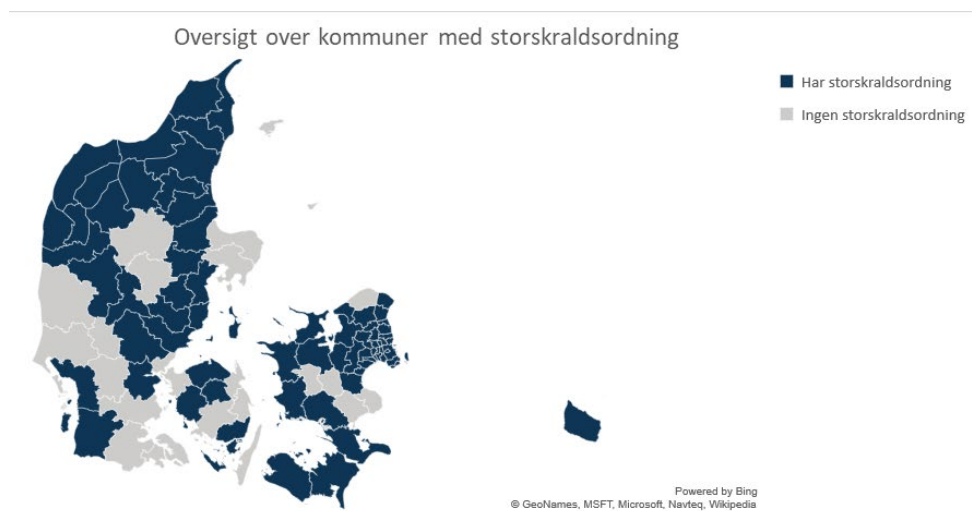 Oversigt over kommuner med storskraldsordning
Har storskraldsordning
Ingen storskraldsordning
Powered by Bing
© GeoNames, MSFT, Microsoft, Navteq, Wikipedia